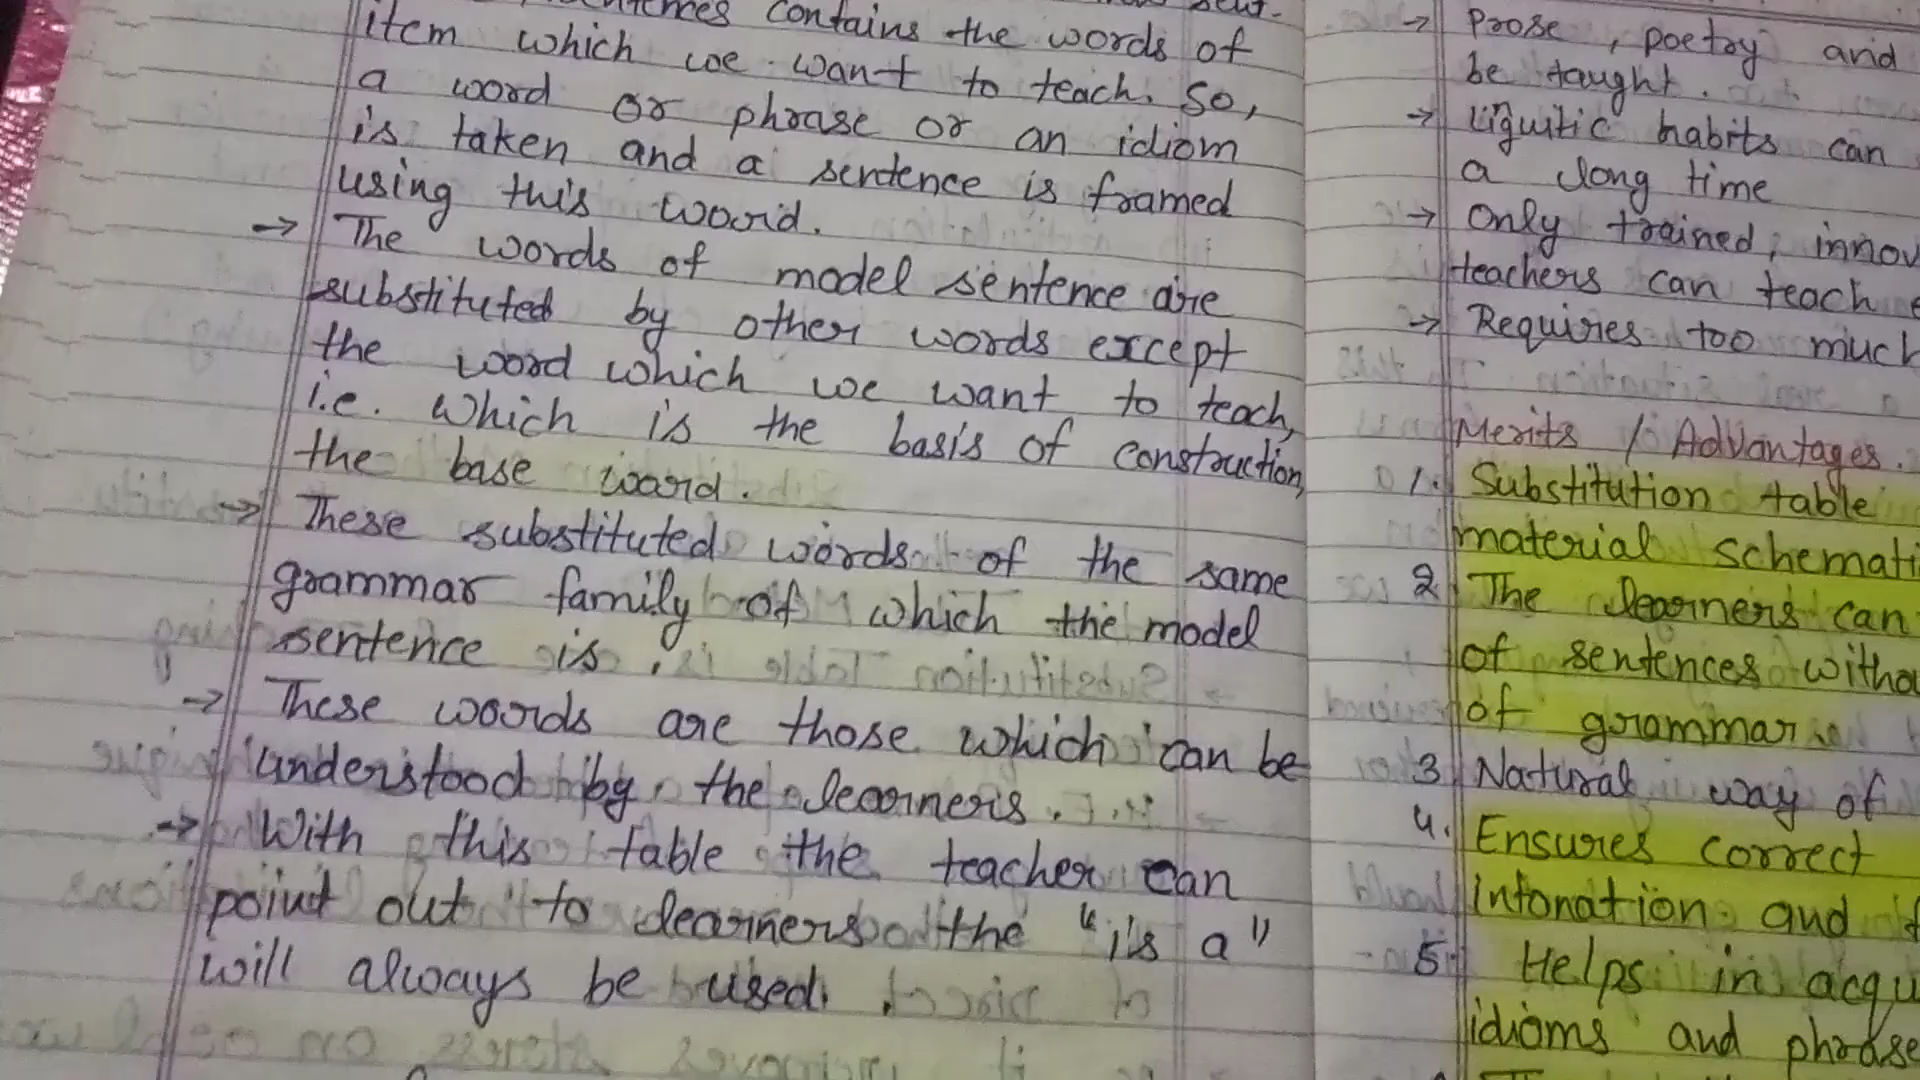 contains the words of
item which we want to teach. So,
a word or phrase or an idiom
is taken and a sentence is framed
using this word.
→ The words of model sentence are
substituted by other words except
the word which we want to teach,
i.e. which is the basis of construction,
the base word.
→ These substituted words of the same
grammar family of which the model
sentence is.
→ These words are those which can be
understood by the learners.
→ With this table the teacher can
point out to learners the "is a"
will always be used.
→ Prose, poetry and
be taught.
→ Liguitic habits can
a long time
→ Only trained, innov
teachers can teach
→ Requires too much
Merits / Advantages.
1. Substitution table
material schemati
2. The learners can
of sentences witho
of grammar
3 Natural way of
4. Ensures correct
intonation and
5. Helps in acqu
idioms and phrase